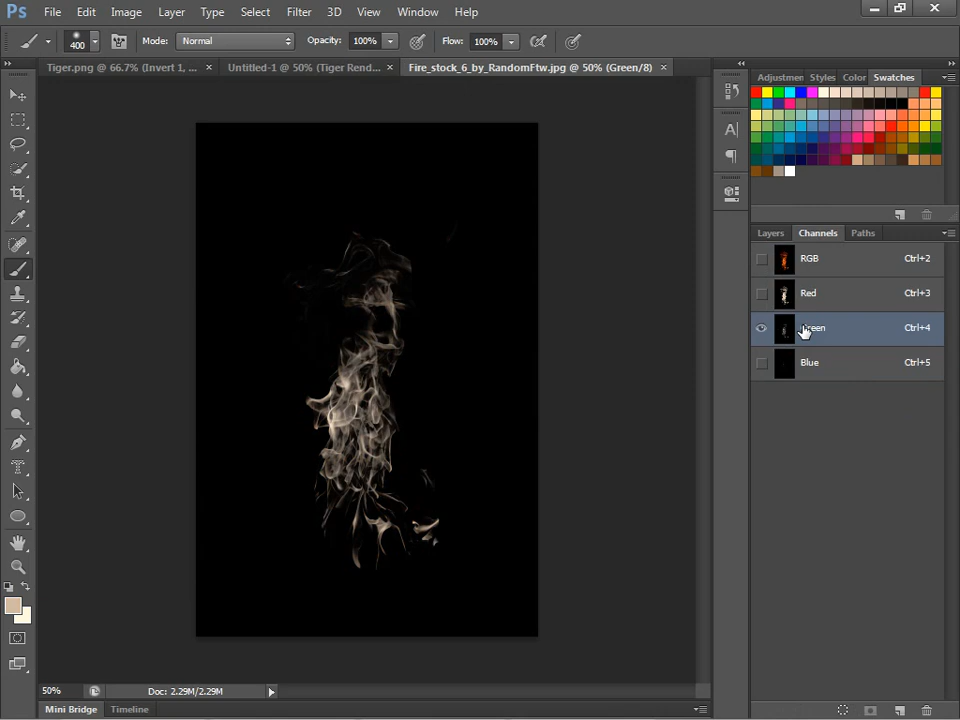 Ps File Edit Image Layer Type Select Filter 3D View Window Help
400 Mode: Normal Opacity: 100% Flow: 100%
Tiger.png @ 66.7% (Invert 1, ... × Untitled-1 @ 50% (Tiger Rend... × Fire_stock_6_by_RandomFtw.jpg @ 50% (Green/8) ×
Adjustmer Styles Color Swatches
Layers Channels Paths
RGB Ctrl+2
Red Ctrl+3
Green Ctrl+4
Blue Ctrl+5
50% Doc: 2.29M/2.29M
Mini Bridge Timeline